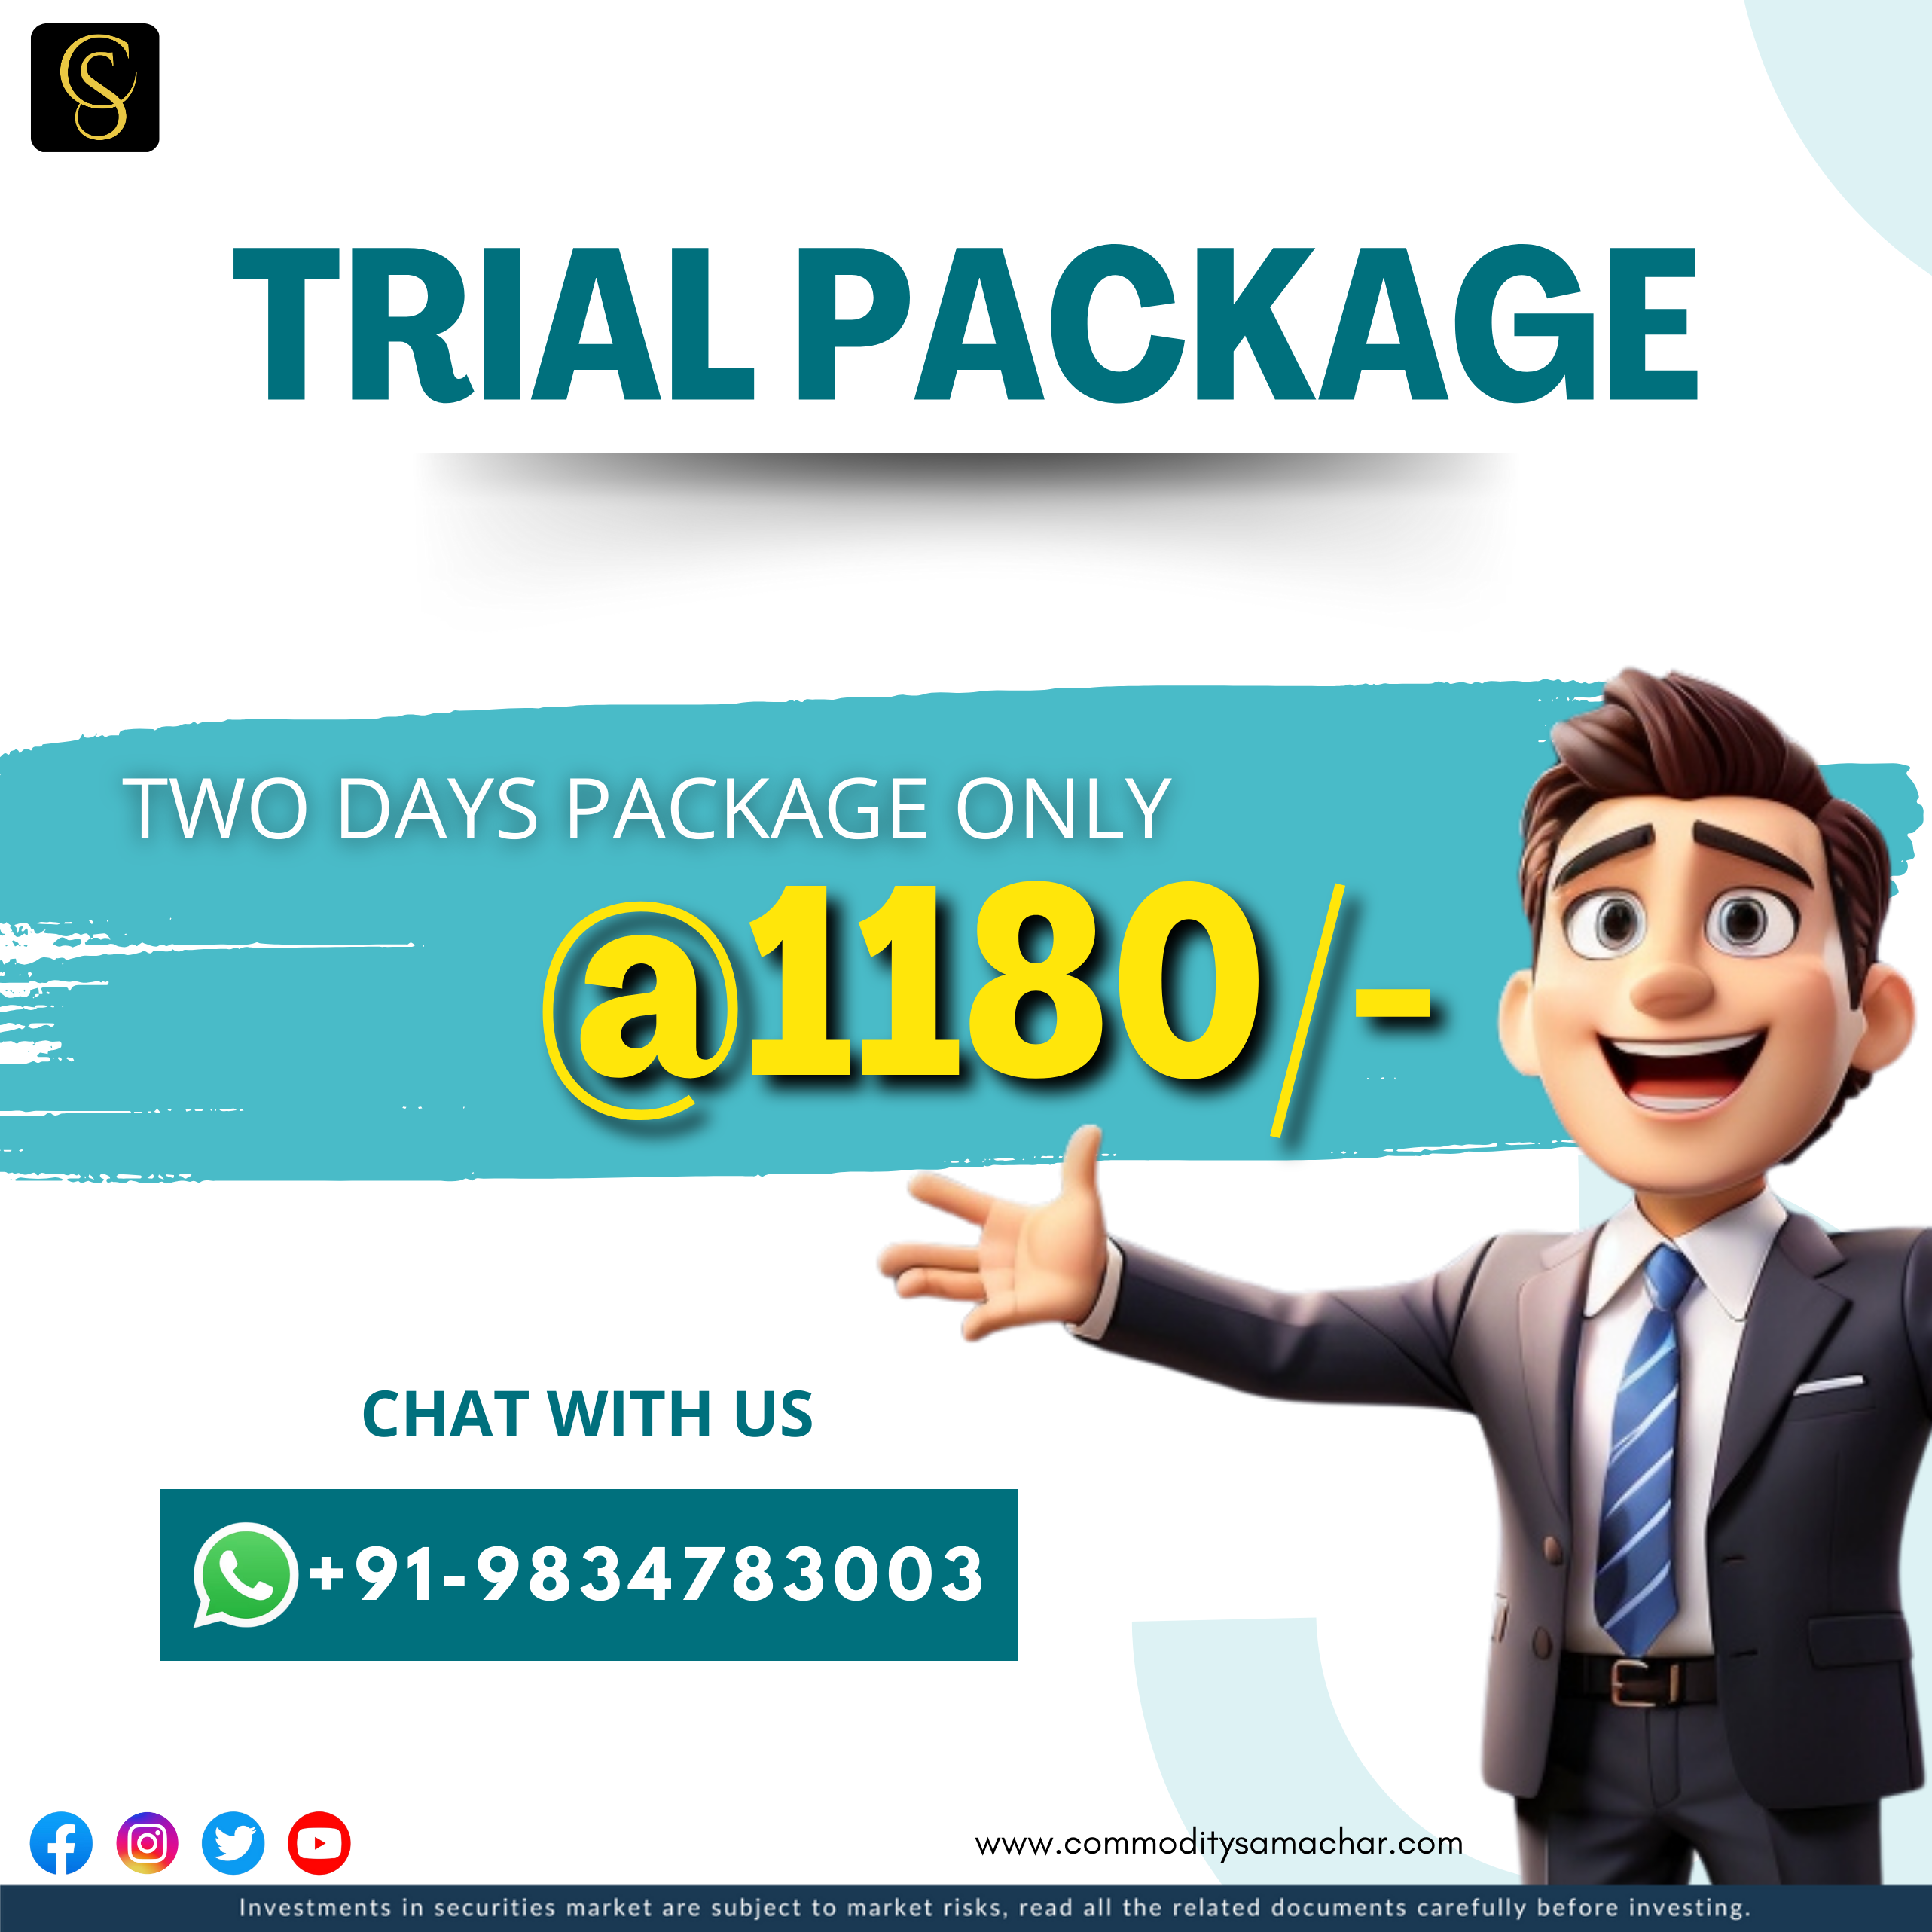 CS
TRIAL PACKAGE
TWO DAYS PACKAGE ONLY
@1180/-
CHAT WITH US
+91-9834783003
www.commoditysamachar.com
Investments in securities market are subject to market risks, read all the related documents carefully before investing.